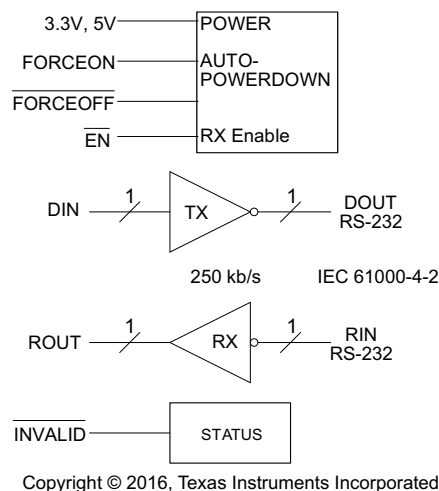 3.3V, 5V POWER
FORCEON AUTO-
POWERDOWN
FORCEOFF
EN RX Enable
DIN 1 TX 1 DOUT
RS-232
250 kb/s IEC 61000-4-2
ROUT 1 RX 1 RIN
RS-232
INVALID STATUS
Copyright © 2016, Texas Instruments Incorporated